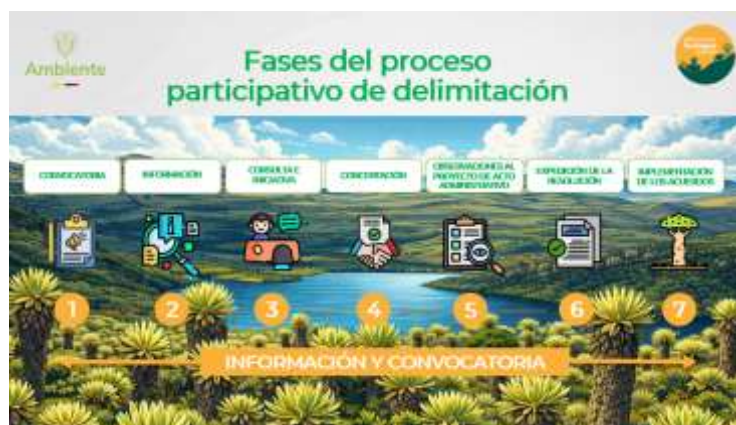 Ambiente
Fases del proceso
participativo de delimitación
CONVOCATORIA
INFORMACIÓN
CONSULTA E
INICIATIVA
CONCERTACIÓN
OBSERVACIONES AL
PROYECTO DE ACTO
ADMINISTRATIVO
EXPEDICIÓN DE LA
RESOLUCIÓN
IMPLEMENTACIÓN
DE LOS ACUERDOS
1
2
3
4
5
6
7
INFORMACIÓN Y CONVOCATORIA